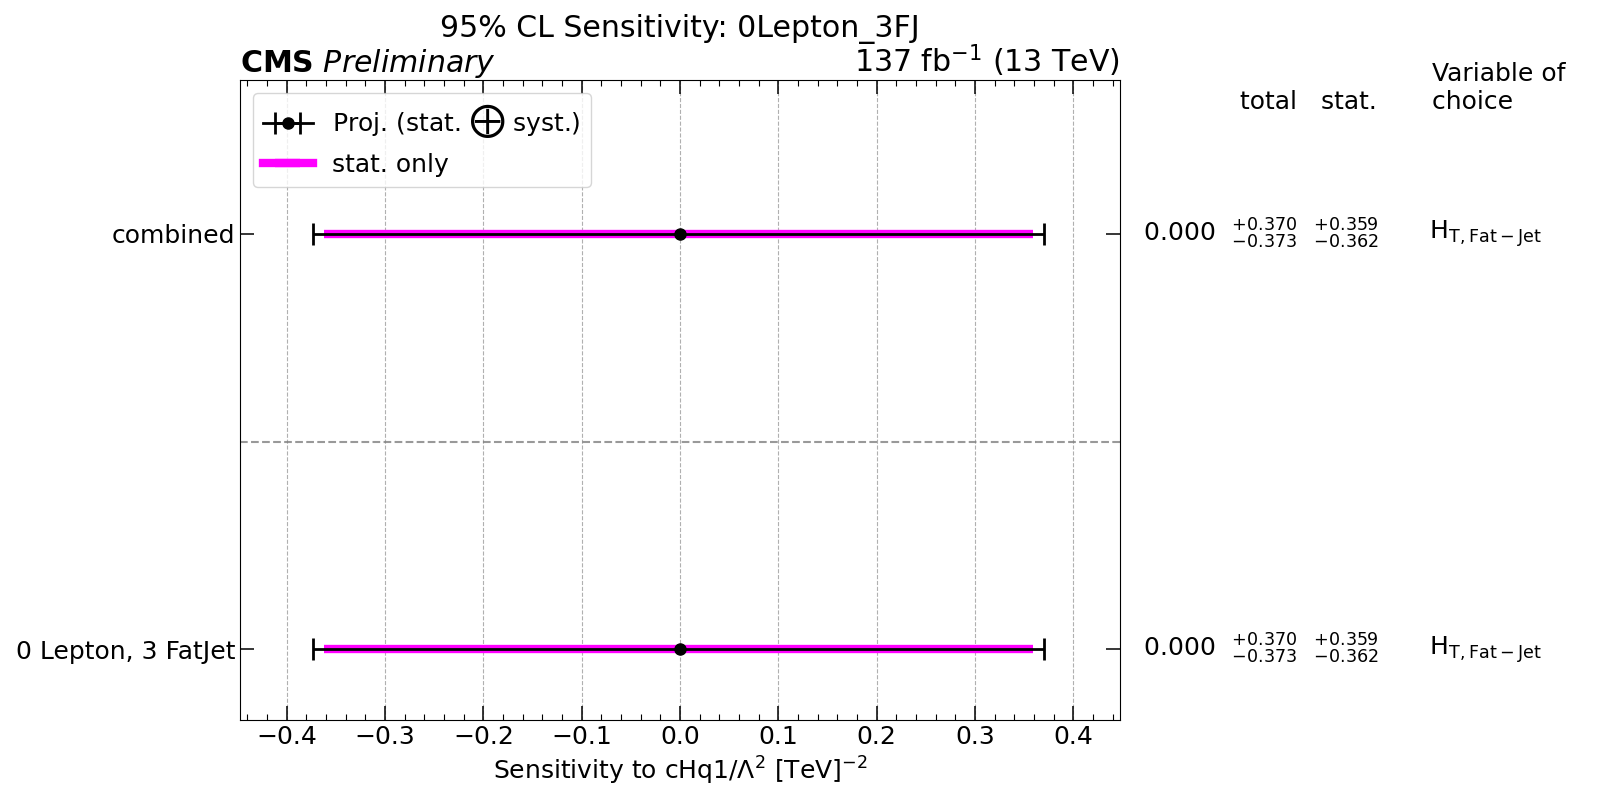 95% CL Sensitivity: 0Lepton_3FJ
CMS Preliminary
137 fb⁻¹ (13 TeV)
total stat.
Variable of
choice
Proj. (stat. ⊕ syst.)
stat. only
combined
0.000 +0.370 +0.359
−0.373 −0.362
H_T, Fat−Jet
0 Lepton, 3 FatJet
0.000 +0.370 +0.359
−0.373 −0.362
H_T, Fat−Jet
−0.4 −0.3 −0.2 −0.1 0.0 0.1 0.2 0.3 0.4
Sensitivity to cHq1/Λ² [TeV]⁻²